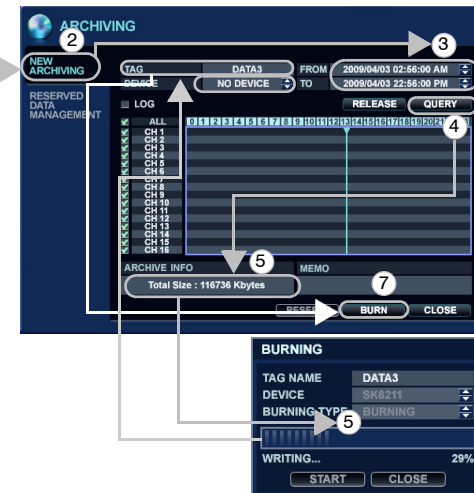 ARCHIVING
2
3
NEW
ARCHIVING
TAG DATA3 FROM 2009/04/03 02:56:00 AM
DEVICE NO DEVICE TO 2009/04/03 22:56:00 PM
RESERVED
DATA
MANAGEMENT
LOG RELEASE QUERY
ALL 0 1 2 3 4 5 6 7 8 9 10 11 12 13 14 15 16 17 18 19 20 21
4
CH 1
CH 2
CH 3
CH 4
CH 5
CH 6
CH 7
CH 8
CH 9
CH 10
CH 11
CH 12
CH 13
CH 14
CH 15
CH 16
ARCHIVE INFO 5 MEMO
Total Size : 116736 Kbytes 7
BURN CLOSE
BURNING
TAG NAME DATA3
DEVICE SK6211
BURNING TYPE BURNING
5
WRITING... 29%
START CLOSE